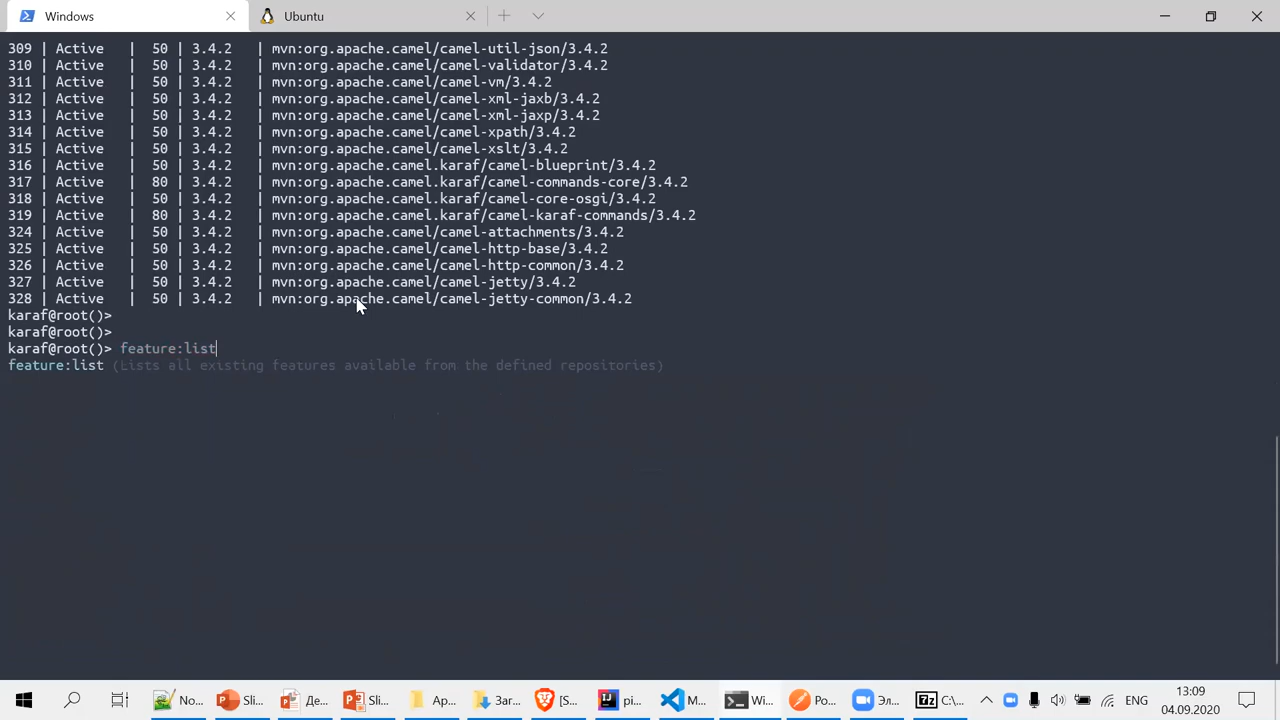 Windows
Ubuntu
309 | Active | 50 | 3.4.2 | mvn:org.apache.camel/camel-util-json/3.4.2
310 | Active | 50 | 3.4.2 | mvn:org.apache.camel/camel-validator/3.4.2
311 | Active | 50 | 3.4.2 | mvn:org.apache.camel/camel-vm/3.4.2
312 | Active | 50 | 3.4.2 | mvn:org.apache.camel/camel-xml-jaxb/3.4.2
313 | Active | 50 | 3.4.2 | mvn:org.apache.camel/camel-xml-jaxp/3.4.2
314 | Active | 50 | 3.4.2 | mvn:org.apache.camel/camel-xpath/3.4.2
315 | Active | 50 | 3.4.2 | mvn:org.apache.camel/camel-xslt/3.4.2
316 | Active | 50 | 3.4.2 | mvn:org.apache.camel.karaf/camel-blueprint/3.4.2
317 | Active | 80 | 3.4.2 | mvn:org.apache.camel.karaf/camel-commands-core/3.4.2
318 | Active | 50 | 3.4.2 | mvn:org.apache.camel.karaf/camel-core-osgi/3.4.2
319 | Active | 80 | 3.4.2 | mvn:org.apache.camel.karaf/camel-karaf-commands/3.4.2
324 | Active | 50 | 3.4.2 | mvn:org.apache.camel/camel-attachments/3.4.2
325 | Active | 50 | 3.4.2 | mvn:org.apache.camel/camel-http-base/3.4.2
326 | Active | 50 | 3.4.2 | mvn:org.apache.camel/camel-http-common/3.4.2
327 | Active | 50 | 3.4.2 | mvn:org.apache.camel/camel-jetty/3.4.2
328 | Active | 50 | 3.4.2 | mvn:org.apache.camel/camel-jetty-common/3.4.2
karaf@root()>
karaf@root()>
karaf@root()> feature:list
feature:list (Lists all existing features available from the defined repositories)
No... Sli... Де... Sli... Ap... Заг... [S... pi... M... Wi... Po... Эл... C:\... ENG 13:09
04.09.2020